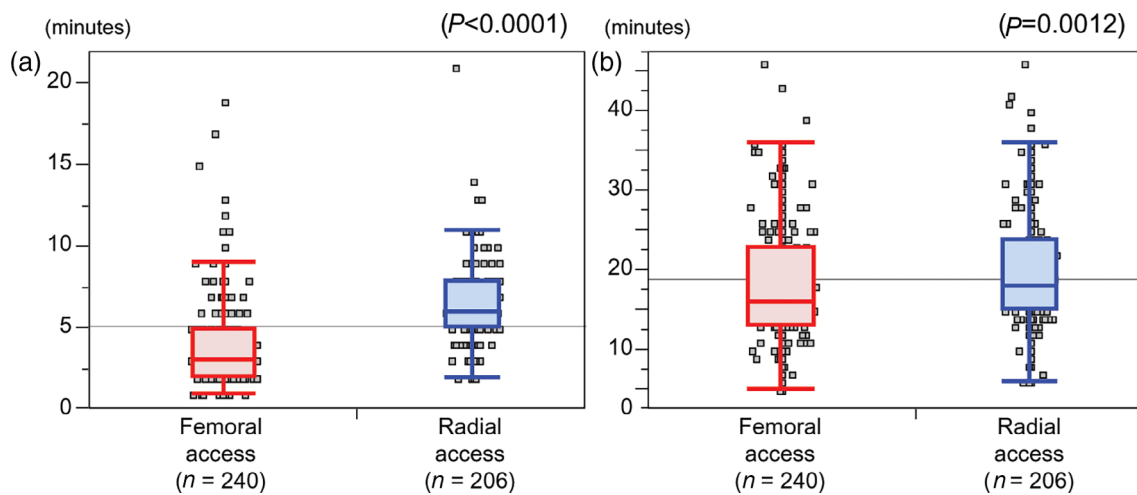 (minutes)
(P<0.0001)
(a)
20
15
10
5
0
Femoral
access
(n = 240)
Radial
access
(n = 206)
(minutes)
(P=0.0012)
(b)
40
30
20
10
0
Femoral
access
(n = 240)
Radial
access
(n = 206)